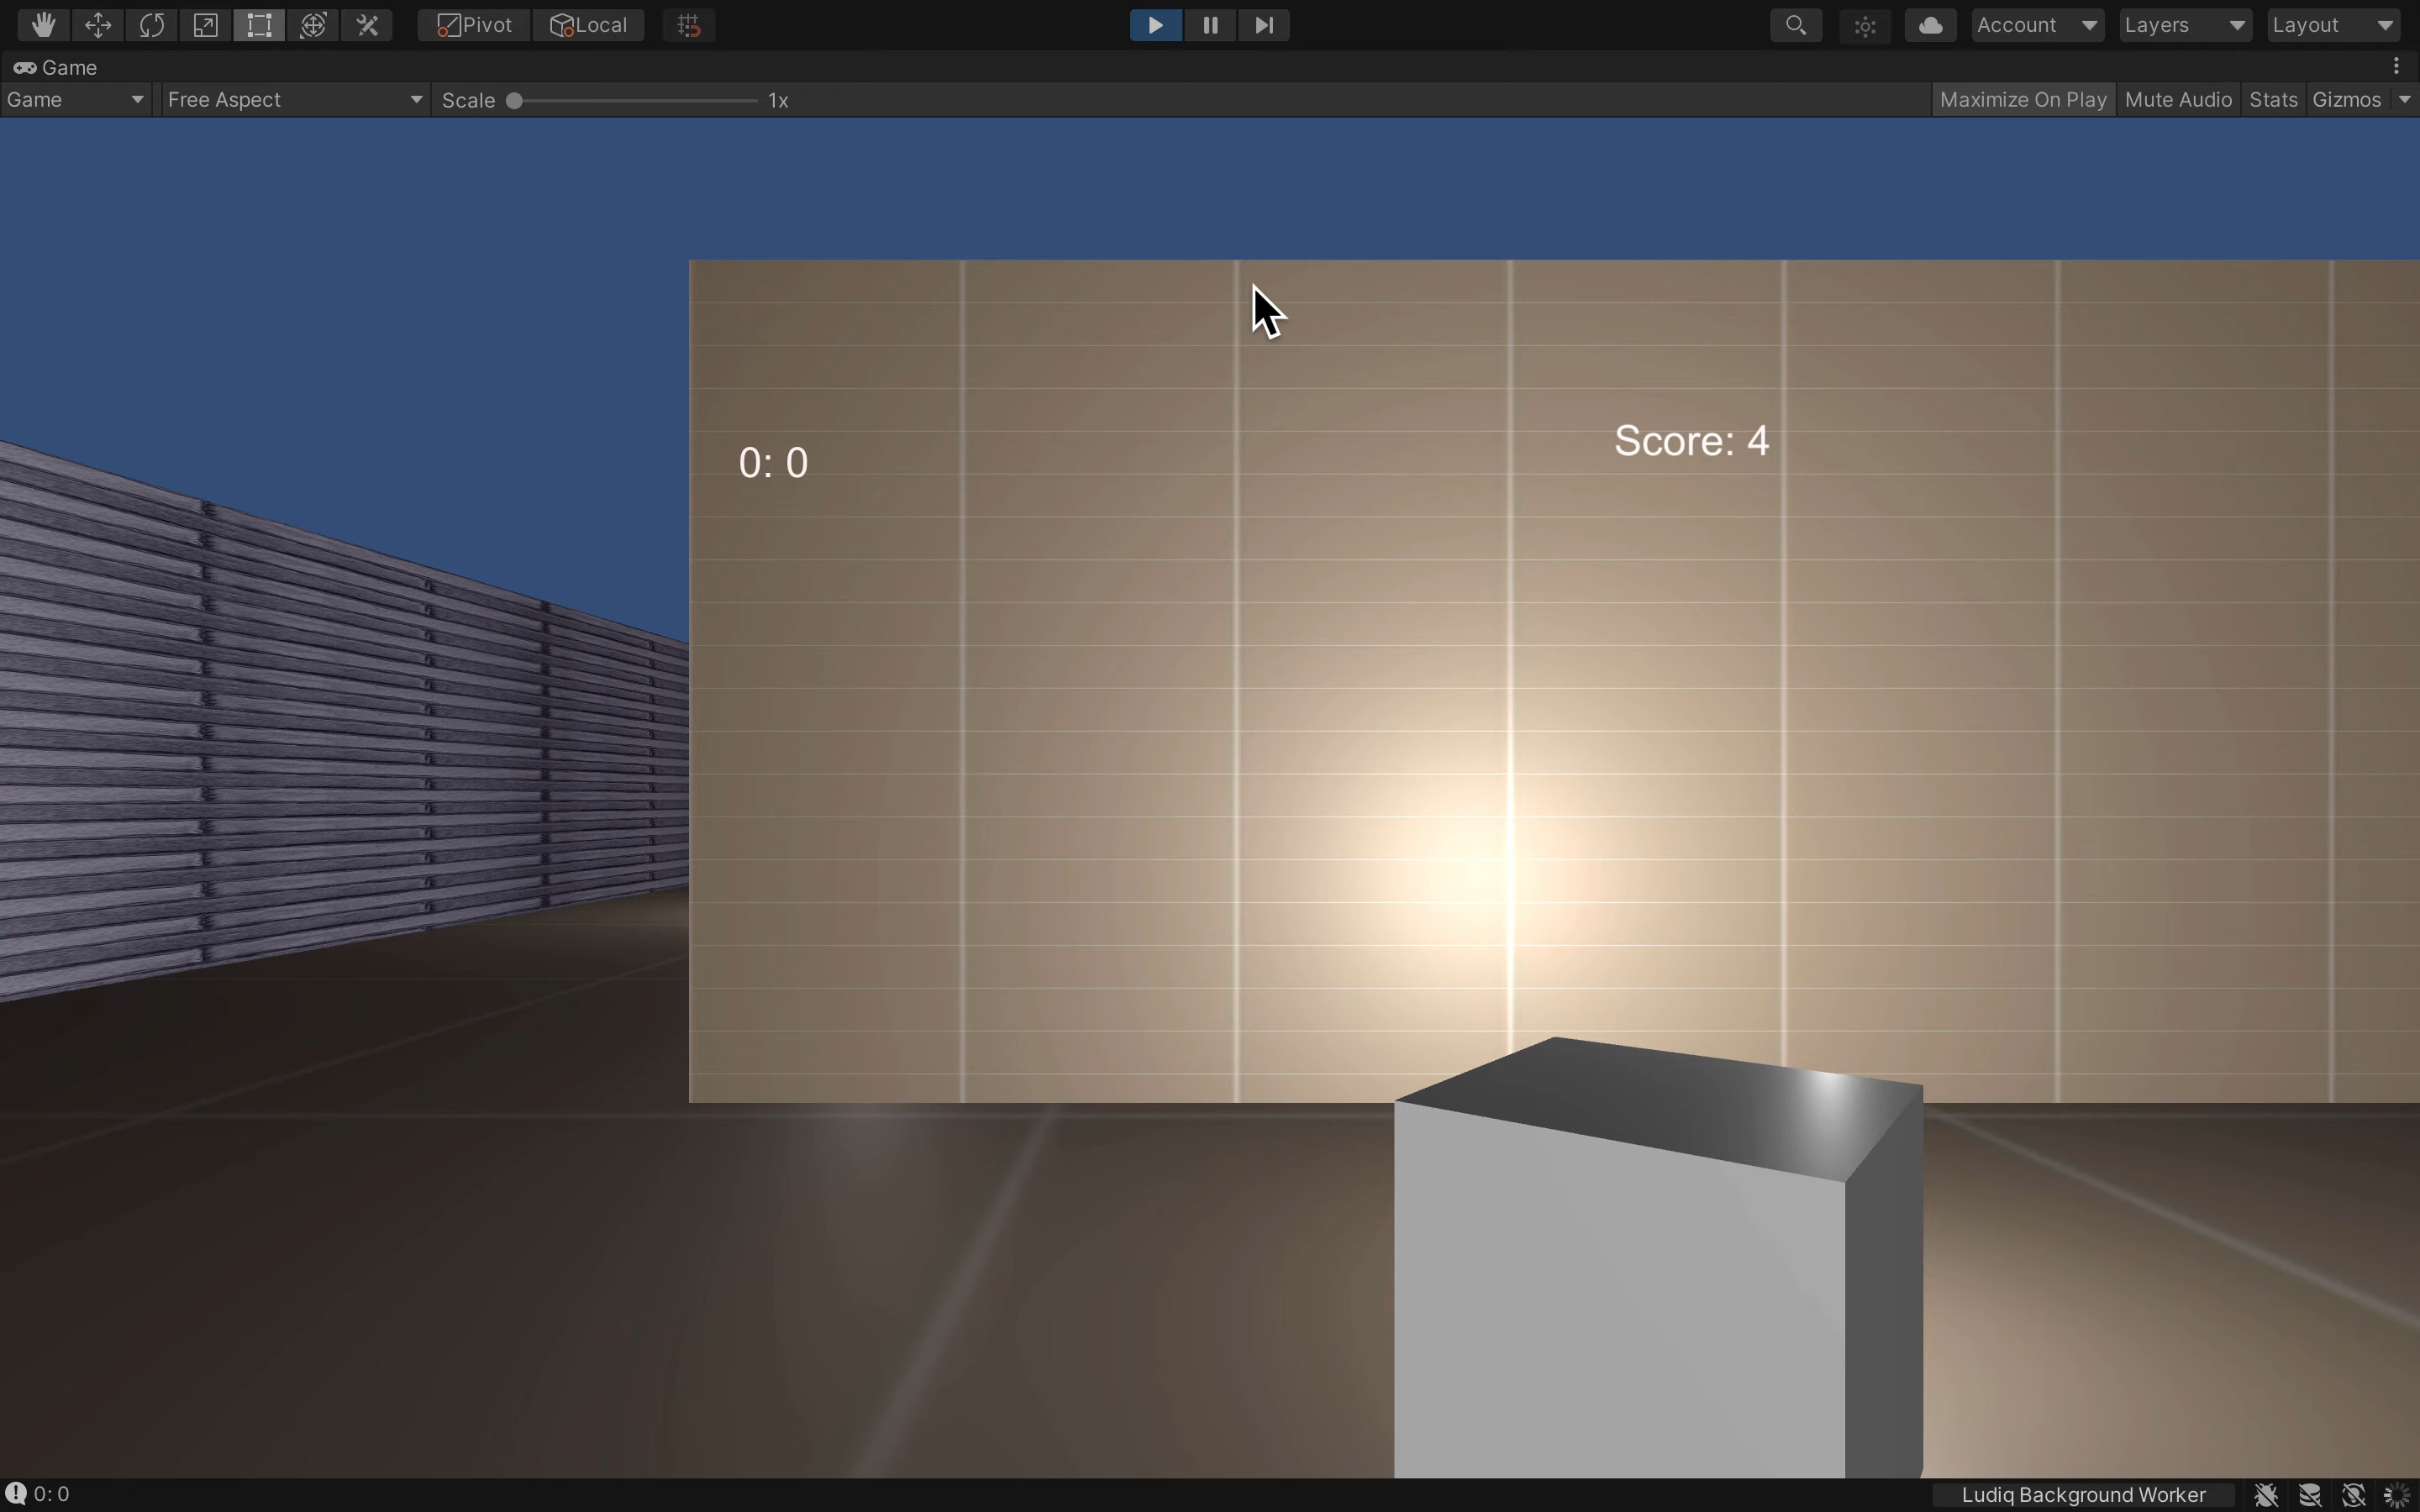 Pivot Local Account Layers Layout
Game
Game Free Aspect Scale 1x Maximize On Play Mute Audio Stats Gizmos
Score: 4
0: 0
0: 0 Ludiq Background Worker